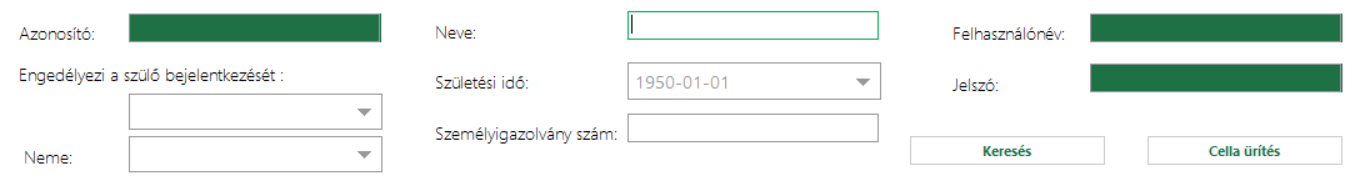 Azonosító:
Neve:
Felhasználónév:
Engedélyezi a szülő bejelentkezését :
Születési idő:
1950-01-01
Jelszó:
Személyigazolvány szám:
Neme:
Keresés
Cella ürítés